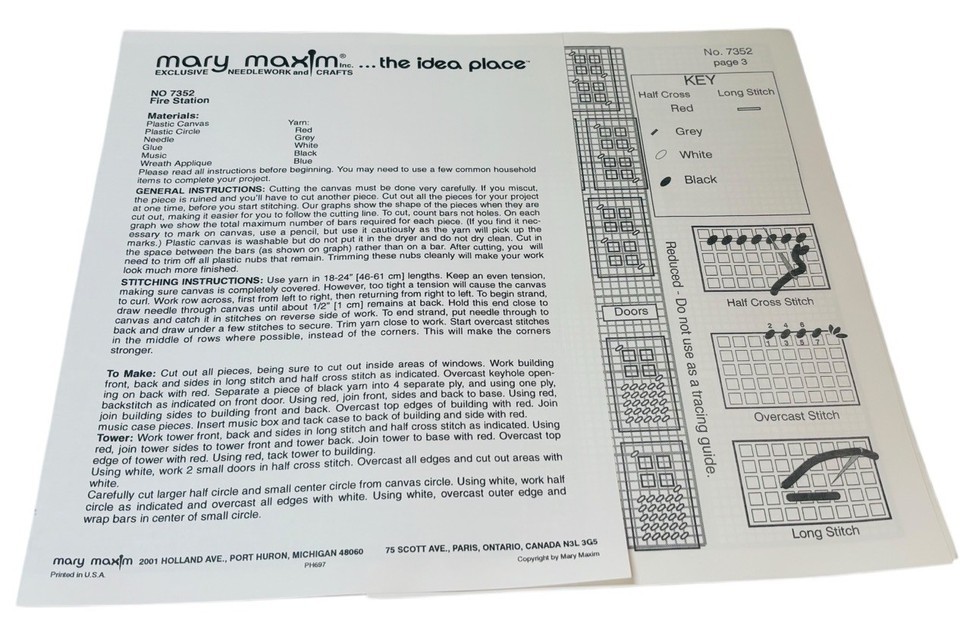 mary maxim® Inc. ...the idea place™
EXCLUSIVE NEEDLEWORK and CRAFTS
NO 7352
Fire Station
Materials:
Plastic Canvas
Plastic Circle
Needle
Glue
Music
Wreath Applique
Yarn:
Red
Grey
White
Black
Blue
Please read all instructions before beginning. You may need to use a few common household
items to complete your project.
GENERAL INSTRUCTIONS: Cutting the canvas must be done very carefully. If you miscut,
the piece is ruined and you'll have to cut another piece. Cut out all the pieces for your project
at one time, before you start stitching. Our graphs show the shape of the pieces when they are
cut out, making it easier for you to follow the cutting line. To cut, count bars not holes. On each
graph we show the total maximum number of bars required for each piece. (If you find it nec-
essary to mark on canvas, use a pencil, but use it cautiously as the yarn will pick up the
marks.) Plastic canvas is washable but do not put it in the dryer and do not dry clean. Cut in
the space between the bars (as shown on graph) rather than on a bar. After cutting, you will
need to trim off all plastic nubs that remain. Trimming these nubs cleanly will make your work
look much more finished.
STITCHING INSTRUCTIONS: Use yarn in 18-24" [46-61 cm] lengths. Keep an even tension,
making sure canvas is completely covered. However, too tight a tension will cause the canvas
to curl. Work row across, first from left to right, then returning from right to left. To begin strand,
draw needle through canvas until about 1/2" [1 cm] remains at back. Hold this end close to
canvas and catch it in stitches on reverse side of work. To end strand, put needle through to
back and draw under a few stitches to secure. Trim yarn close to work. Start overcast stitches
in the middle of rows where possible, instead of the corners. This will make the corners
stronger.
To Make: Cut out all pieces, being sure to cut out inside areas of windows. Work building
front, back and sides in long stitch and half cross stitch as indicated. Overcast keyhole open-
ing on back with red. Separate a piece of black yarn into 4 separate ply, and using one ply,
backstitch as indicated on front door. Using red, join front, sides and back to base. Using red,
join building sides to building front and back. Overcast top edges of building with red. Join
music case pieces. Insert music box and tack case to back of building and side with red.
Tower: Work tower front, back and sides in long stitch and half cross stitch as indicated. Using
red, join tower sides to tower front and tower back. Join tower to base with red. Overcast top
edge of tower with red. Using red, tack tower to building.
Using white, work 2 small doors in half cross stitch. Overcast all edges and cut out areas with
white.
Carefully cut larger half circle and small center circle from canvas circle. Using white, work half
circle as indicated and overcast all edges with white. Using white, overcast outer edge and
wrap bars in center of small circle.
mary maxim 2001 HOLLAND AVE., PORT HURON, MICHIGAN 48060 75 SCOTT AVE., PARIS, ONTARIO, CANADA N3L 3G5
Printed in U.S.A.
PH697
Copyright by Mary Maxim
No. 7352
page 3
KEY
Half Cross Long Stitch
Red
Grey
White
Black
Doors
Reduced - Do not use as a tracing guide.
Half Cross Stitch
2 4 6 8
1 3 5 7
Overcast Stitch
Long Stitch